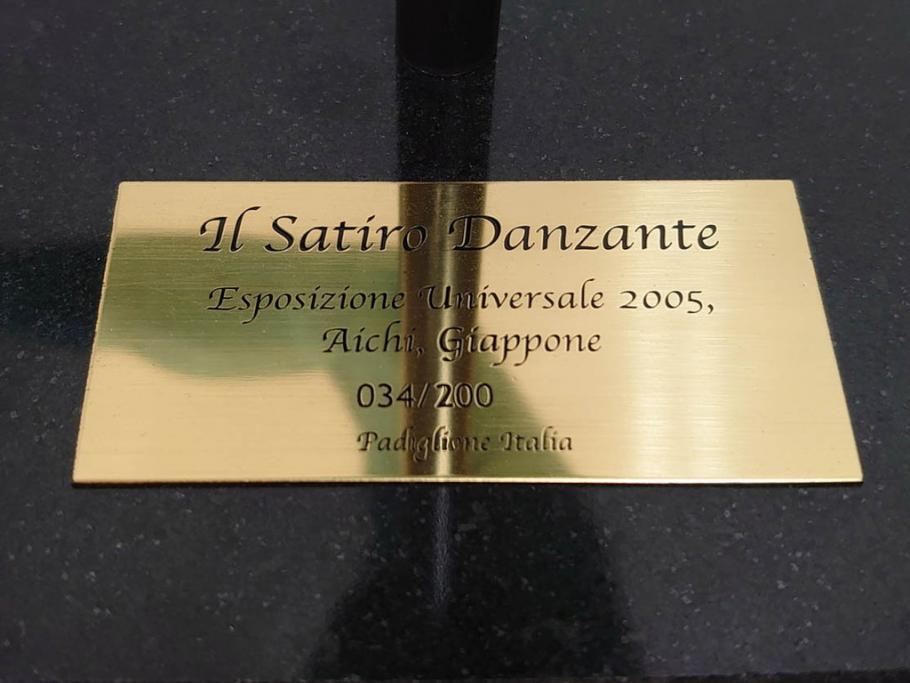 Il Satiro Danzante
Esposizione Universale 2005,
Aichi, Giappone
034/200
Padiglione Italia